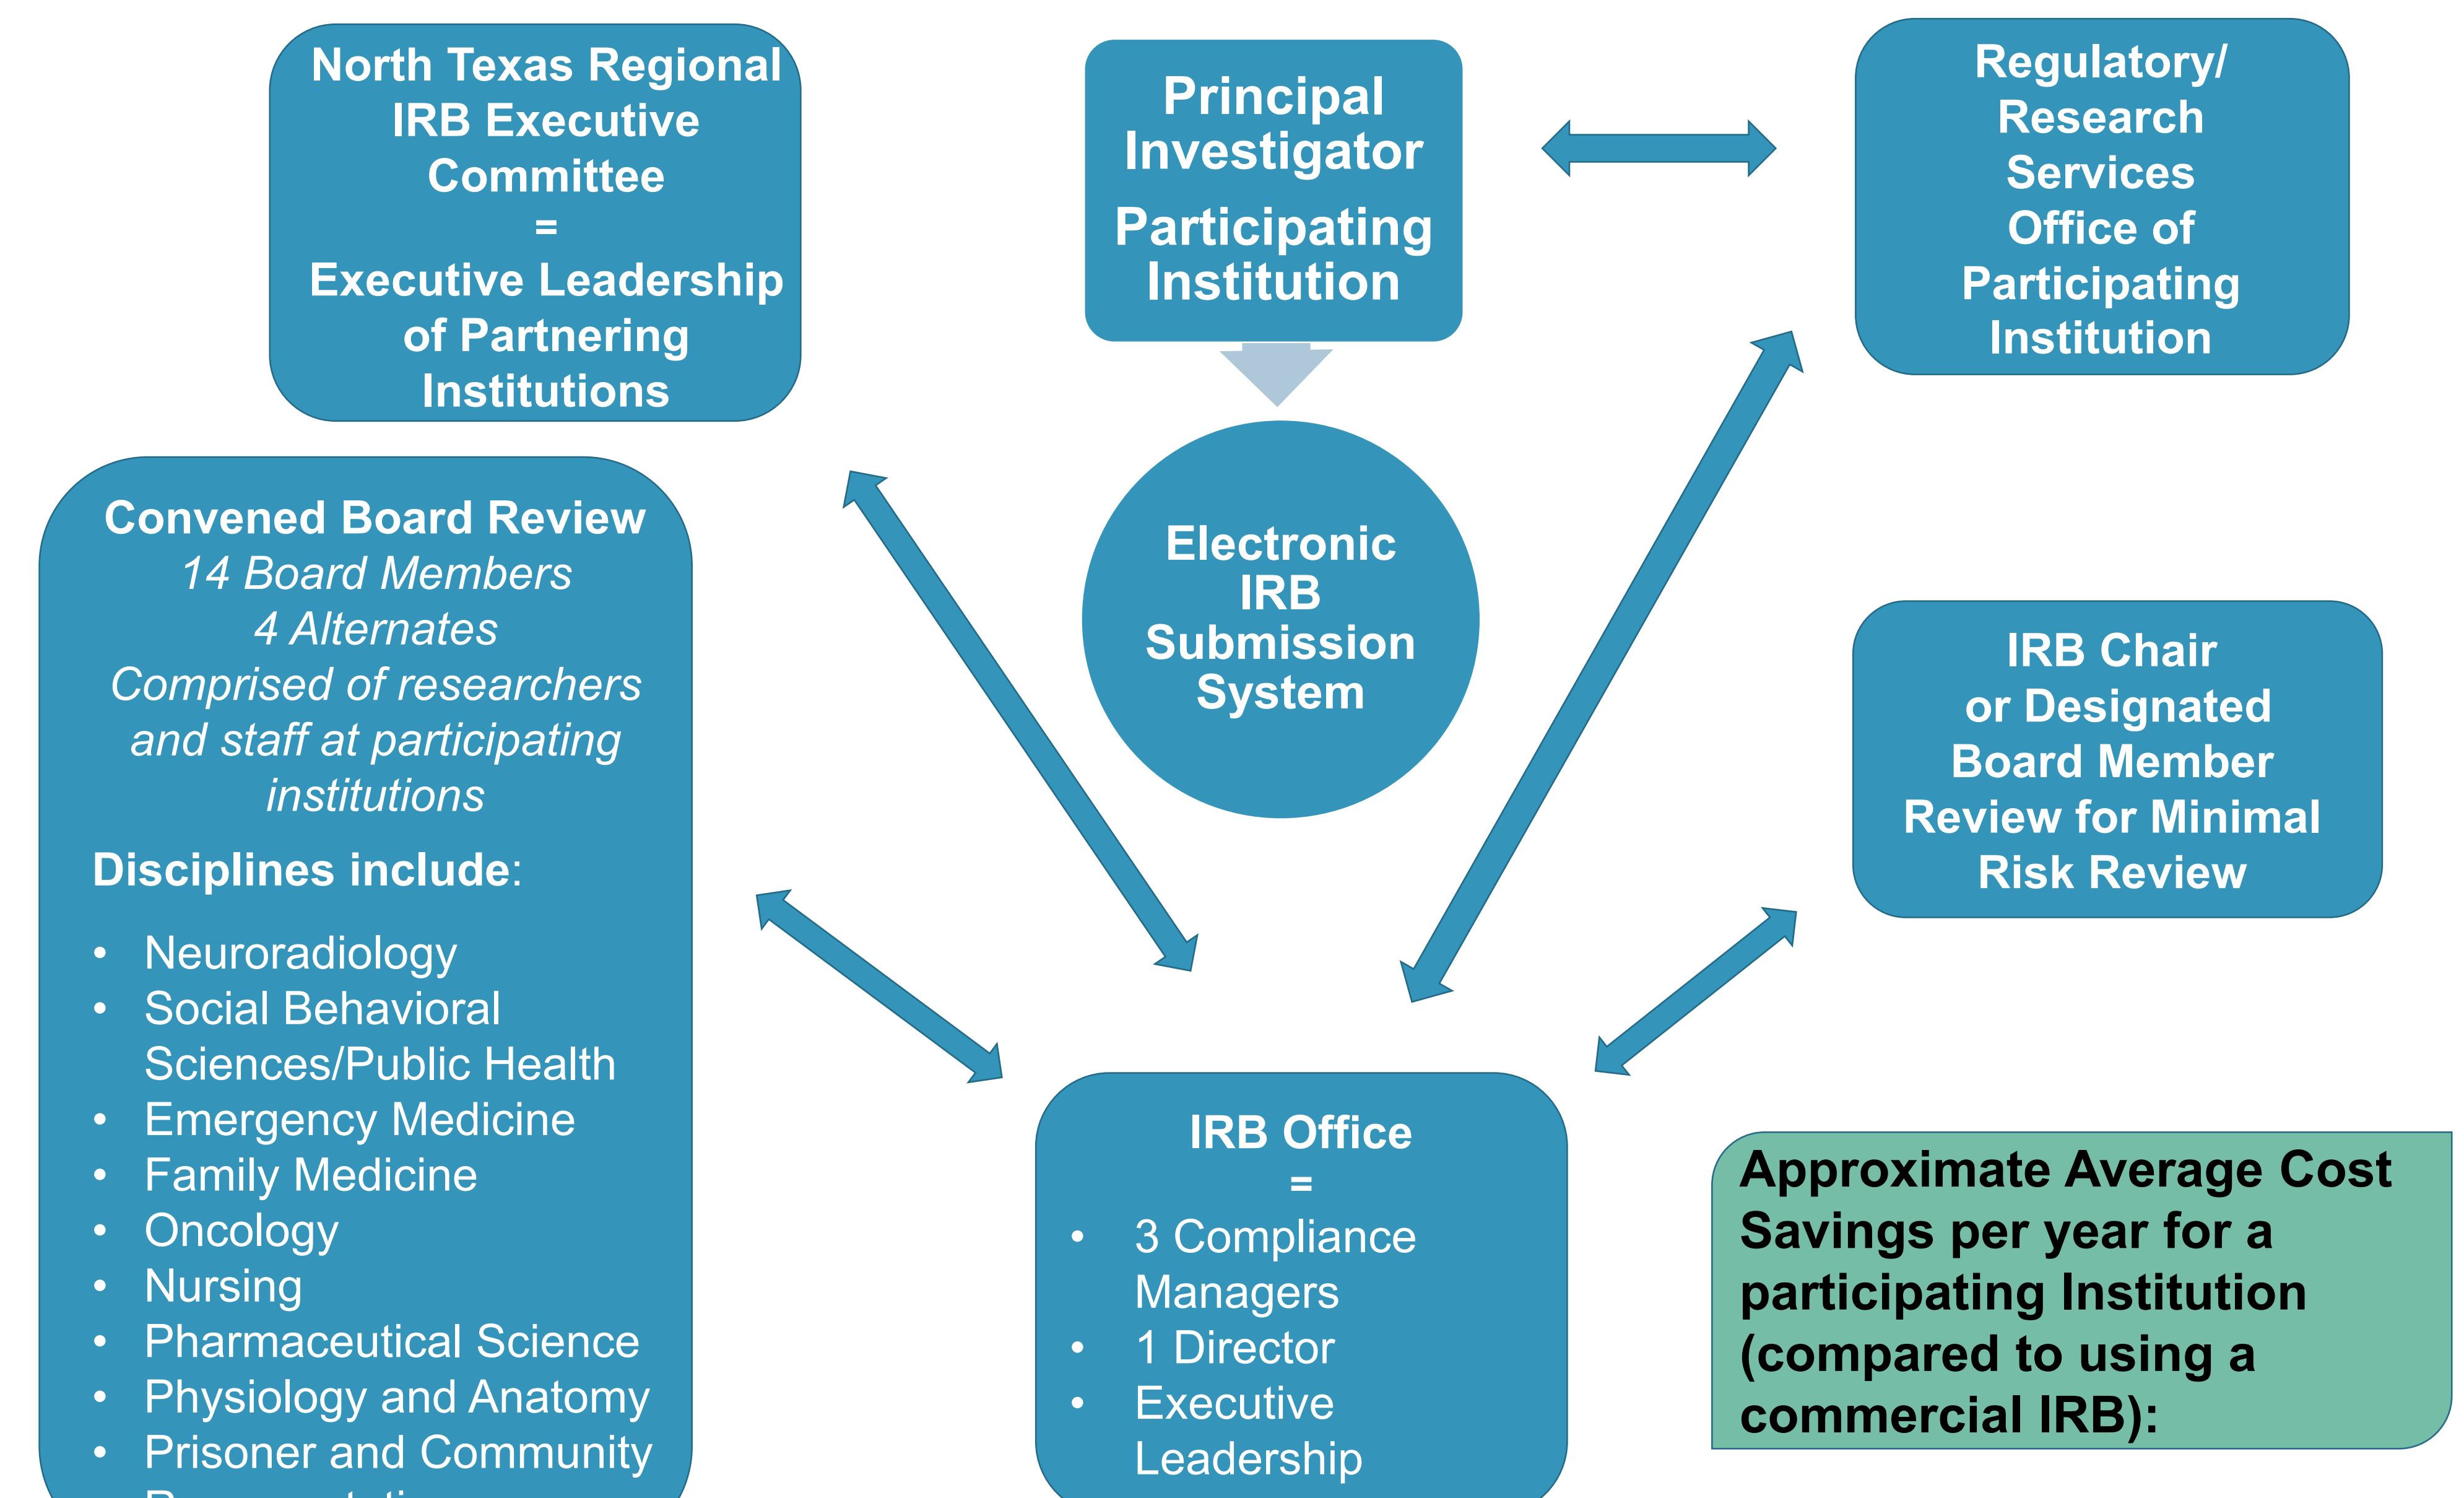 North Texas Regional
IRB Executive
Committee
=
Executive Leadership
of Partnering
Institutions
Principal
Investigator
Participating
Institution
Regulatory/
Research
Services
Office of
Participating
Institution
Convened Board Review
14 Board Members
4 Alternates
Comprised of researchers
and staff at participating
institutions
Disciplines include:
• Neuroradiology
• Social Behavioral
Sciences/Public Health
• Emergency Medicine
• Family Medicine
• Oncology
• Nursing
• Pharmaceutical Science
• Physiology and Anatomy
• Prisoner and Community
Electronic
IRB
Submission
System
IRB Chair
or Designated
Board Member
Review for Minimal
Risk Review
IRB Office
=
• 3 Compliance
Managers
• 1 Director
• Executive
Leadership
Approximate Average Cost
Savings per year for a
participating Institution
(compared to using a
commercial IRB):